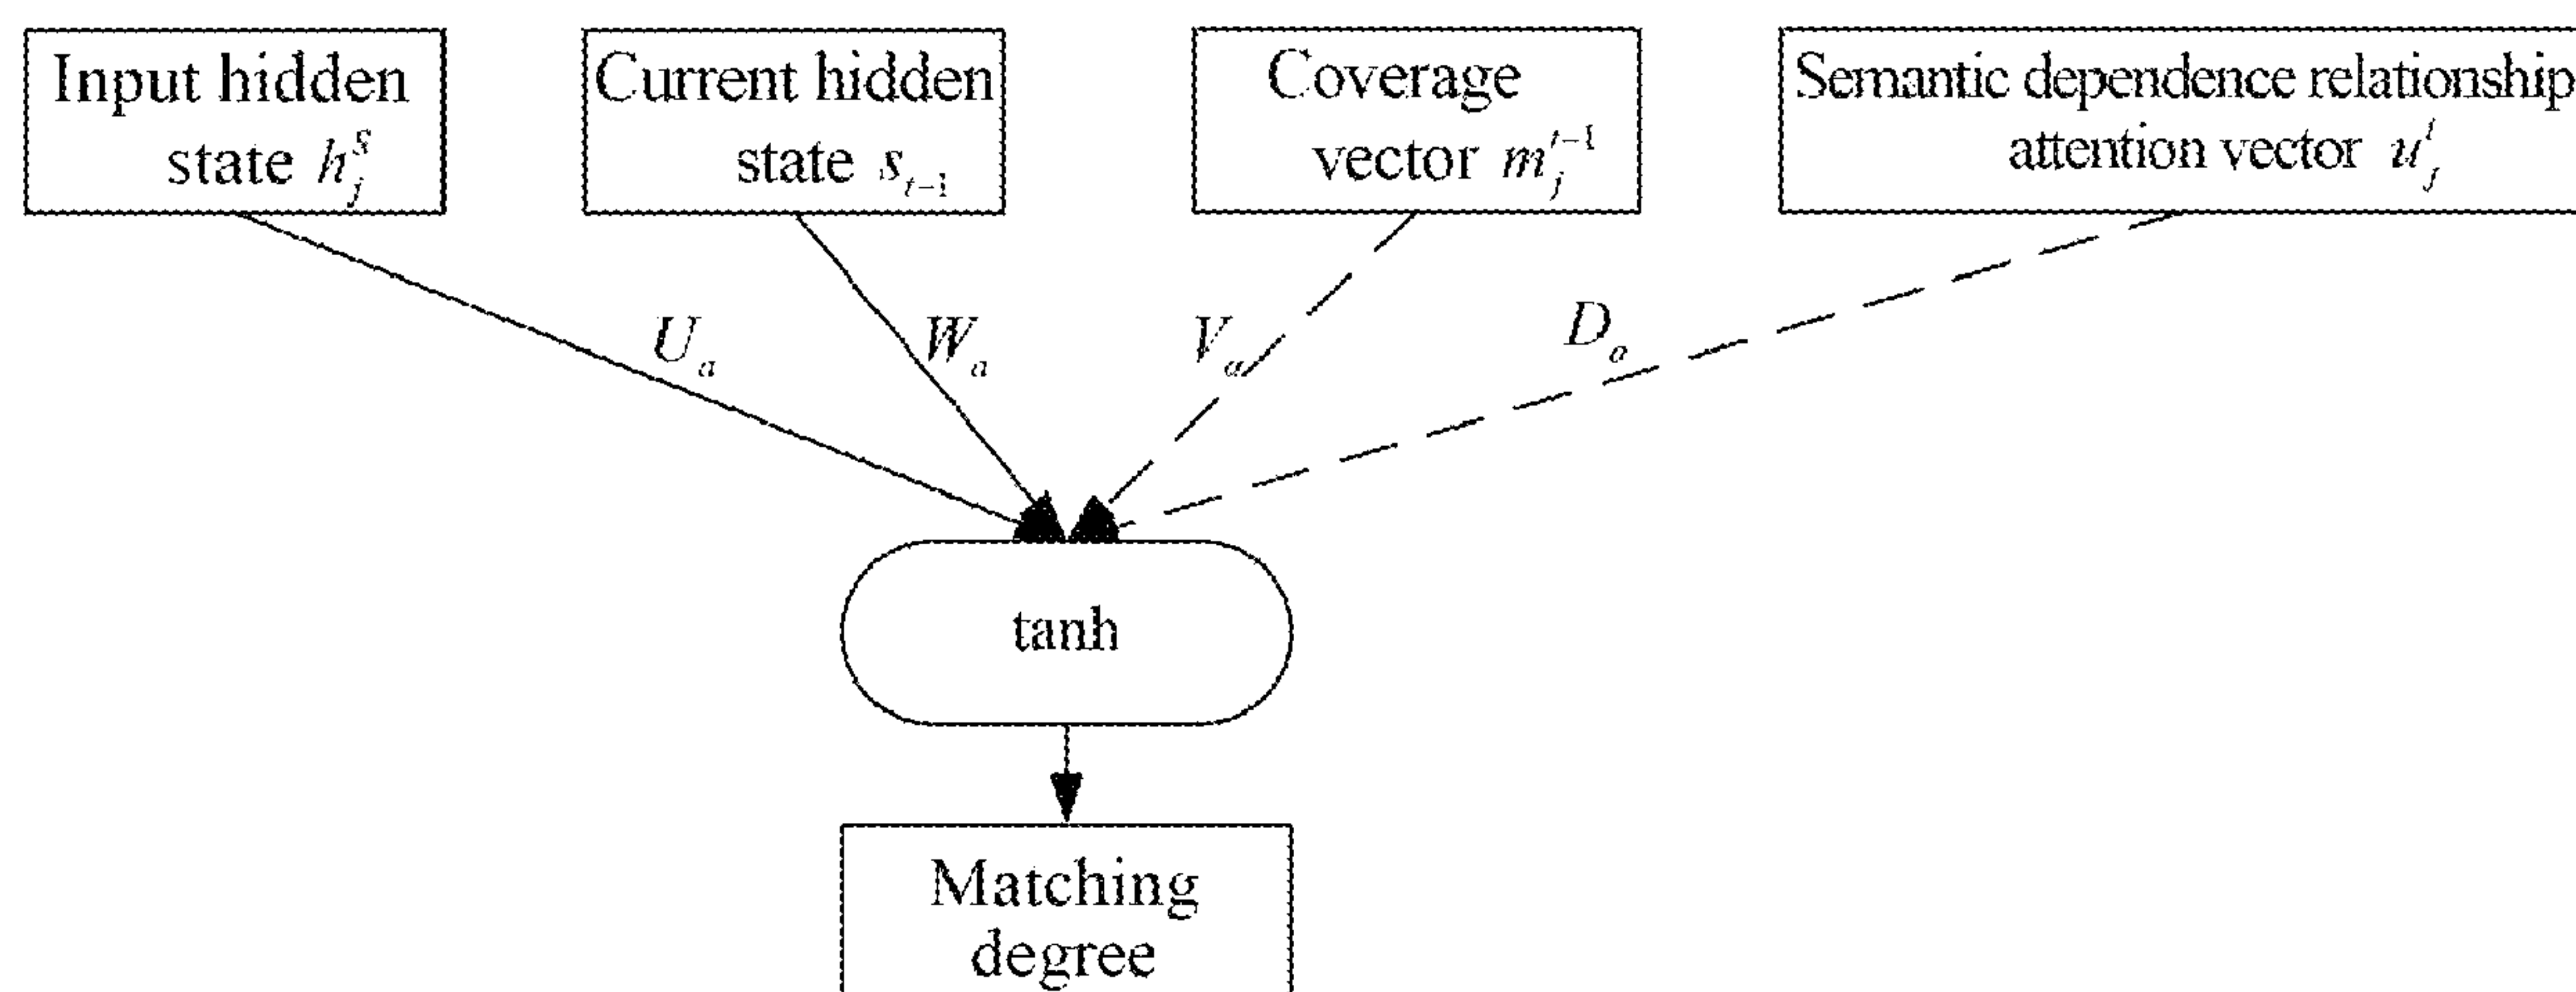 Input hidden
state h_j^s
Current hidden
state s_{t-1}
Coverage
vector m_j^{t-1}
Semantic dependence relationship
attention vector u_j^t
U_a
W_a
V_a
D_a
tanh
Matching
degree